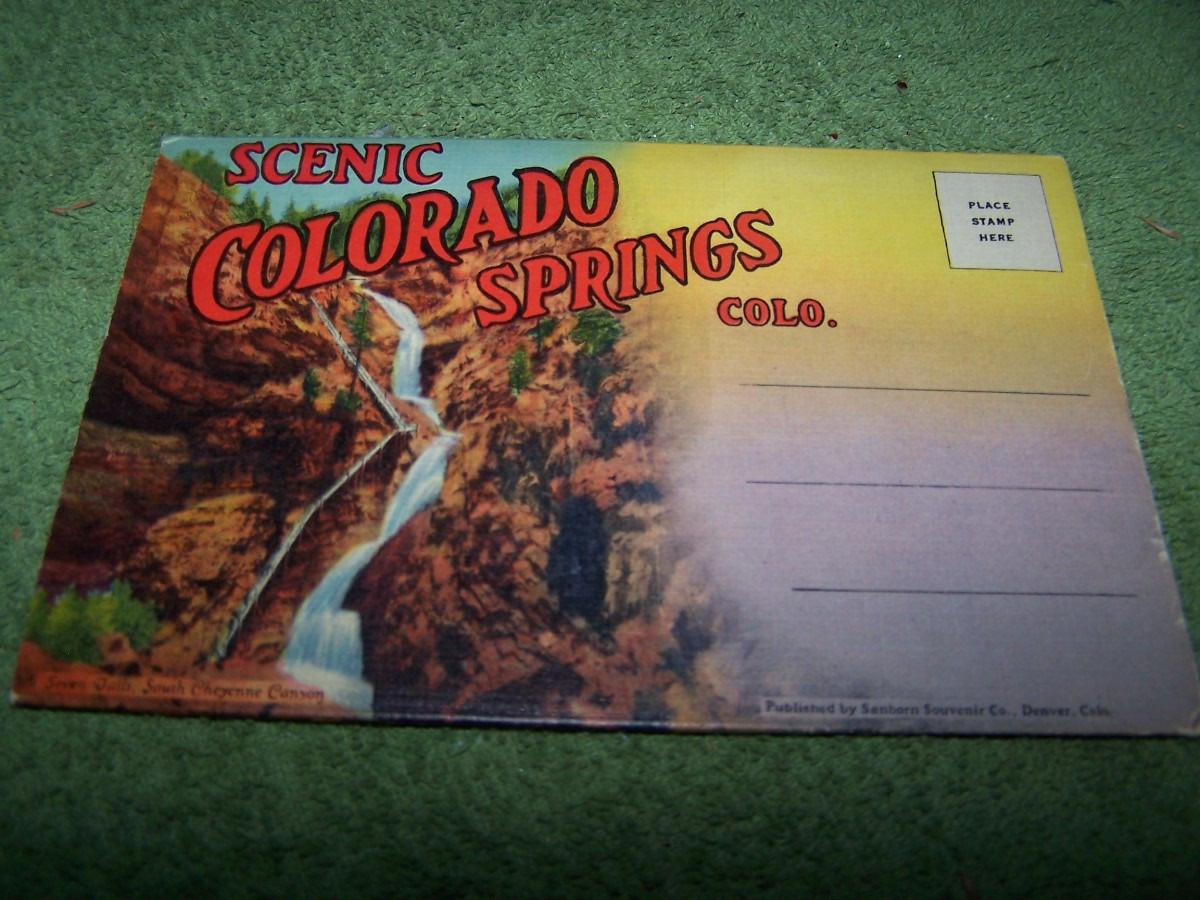 SCENIC
COLORADO
SPRINGS
COLO.
PLACE
STAMP
HERE
Seven Falls, South Cheyenne Canyon
Published by Sanborn Souvenir Co., Denver, Colo.